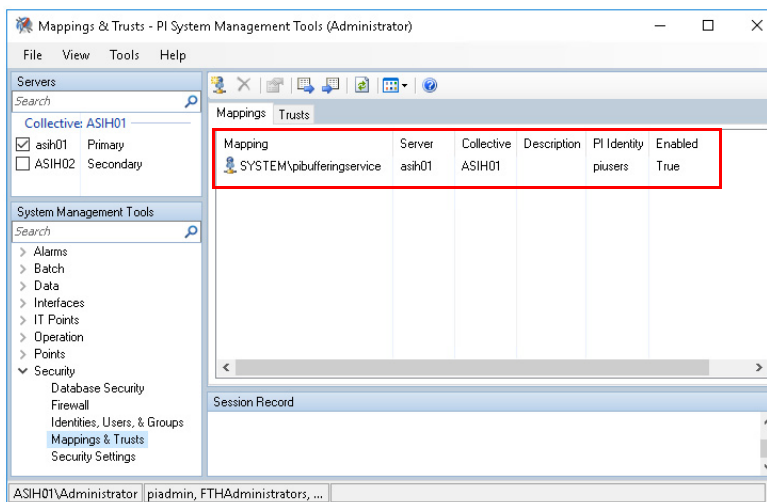 Mappings & Trusts - PI System Management Tools (Administrator)
File View Tools Help
Servers
Search
Collective: ASIH01
asih01 Primary
ASIH02 Secondary
System Management Tools
Search
Alarms
Batch
Data
Interfaces
IT Points
Operation
Points
Security
Database Security
Firewall
Identities, Users, & Groups
Mappings & Trusts
Security Settings
Mappings Trusts
Mapping Server Collective Description PI Identity Enabled
SYSTEM\pibufferingservice asih01 ASIH01 piusers True
Session Record
ASIH01\Administrator piadmin, FTHAdministrators, ...